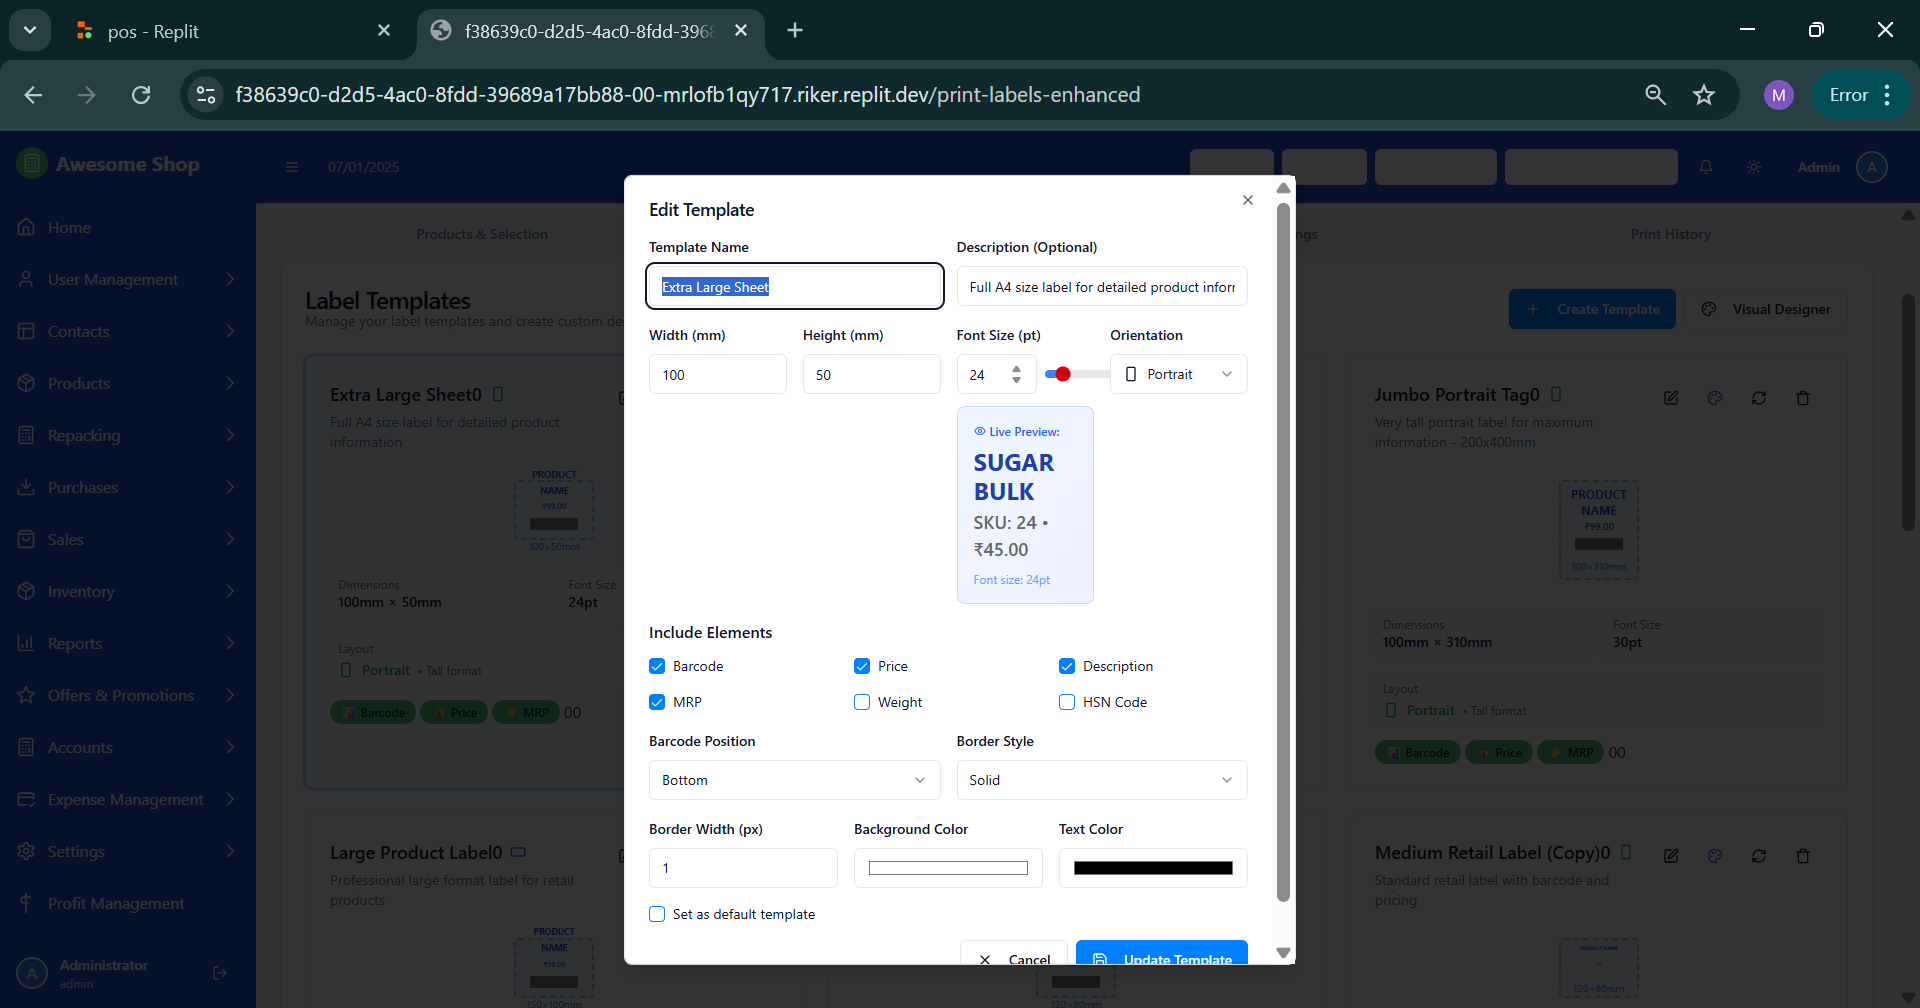 pos - Replit
f38639c0-d2d5-4ac0-8fdd-3968
f38639c0-d2d5-4ac0-8fdd-39689a17bb88-00-mrlofb1qy717.riker.replit.dev/print-labels-enhanced
M
Error
Awesome Shop
07/01/2025
Admin
A
Home
User Management
Contacts
Products
Repacking
Purchases
Sales
Inventory
Reports
Offers & Promotions
Accounts
Expense Management
Settings
Profit Management
A
Administrator
admin
Products & Selection
ngs
Print History
Label Templates
Manage your label templates and create custom de
Create Template
Visual Designer
Extra Large Sheet0
Full A4 size label for detailed product
information
PRODUCT
NAME
₹99.00
100×50mm
Dimensions
100mm × 50mm
Font Size
24pt
Layout
Portrait • Tall format
Barcode
Price
MRP
00
Large Product Label0
Professional large format label for retail
products
PRODUCT
NAME
₹99.00
150×100mm
120×80mm
Edit Template
Template Name
Extra Large Sheet
Description (Optional)
Full A4 size label for detailed product inforr
Width (mm)
100
Height (mm)
50
Font Size (pt)
24
Orientation
Portrait
Live Preview:
SUGAR
BULK
SKU: 24 •
₹45.00
Font size: 24pt
Include Elements
Barcode
Price
Description
MRP
Weight
HSN Code
Barcode Position
Bottom
Border Style
Solid
Border Width (px)
1
Background Color
Text Color
Set as default template
Cancel
Update Template
Jumbo Portrait Tag0
Very tall portrait label for maximum
information - 200x400mm
PRODUCT
NAME
₹99.00
100×310mm
Dimensions
100mm × 310mm
Font Size
30pt
Layout
Portrait • Tall format
Barcode
Price
MRP
00
Medium Retail Label (Copy)0
Standard retail label with barcode and
pricing
PRODUCT NAME
120×80mm